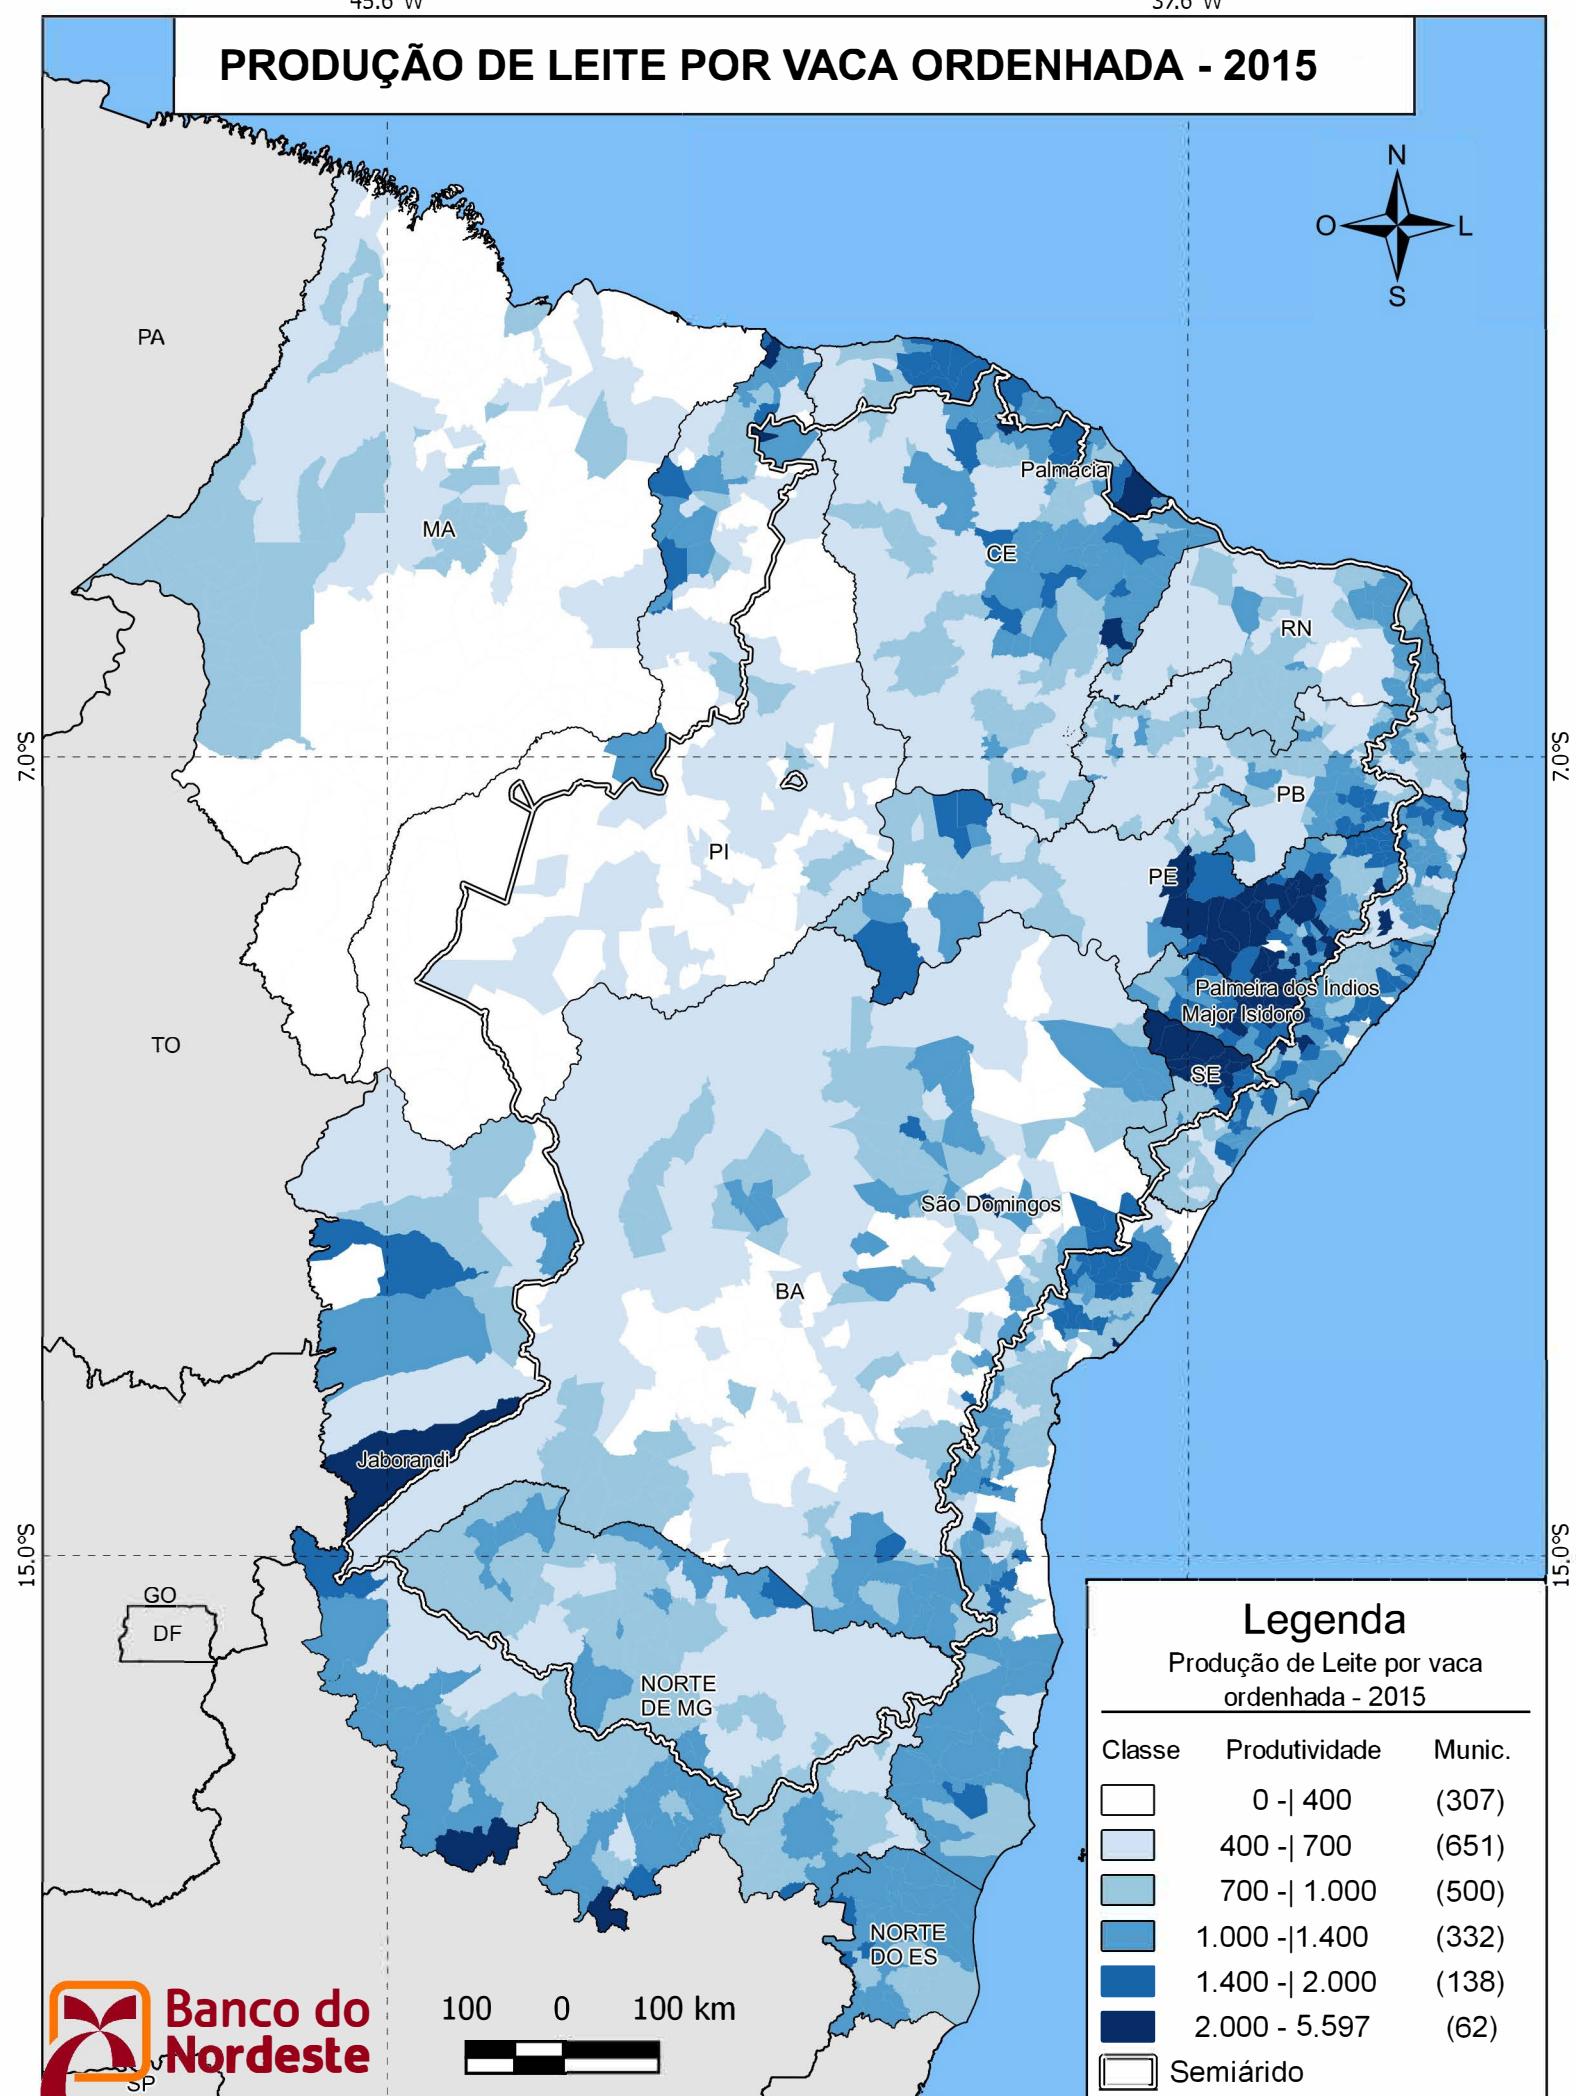 45.6°W 37.6°W
PRODUÇÃO DE LEITE POR VACA ORDENHADA - 2015
N
O L
S
PA
Palmácia
MA
CE
RN
7.0°S 7.0°S
PB
PI
PE
Palmeira dos Índios
Major Isidoro
TO
SE
São Domingos
BA
Jaborandi
15.0°S 15.0°S
GO
DF
NORTE
DE MG
NORTE
DO ES
Legenda
Produção de Leite por vaca
ordenhada - 2015
Classe Produtividade Munic.
0 -| 400 (307)
400 -| 700 (651)
700 -| 1.000 (500)
1.000 -|1.400 (332)
1.400 -| 2.000 (138)
2.000 - 5.597 (62)
Semiárido
Banco do
Nordeste
100 0 100 km
SP